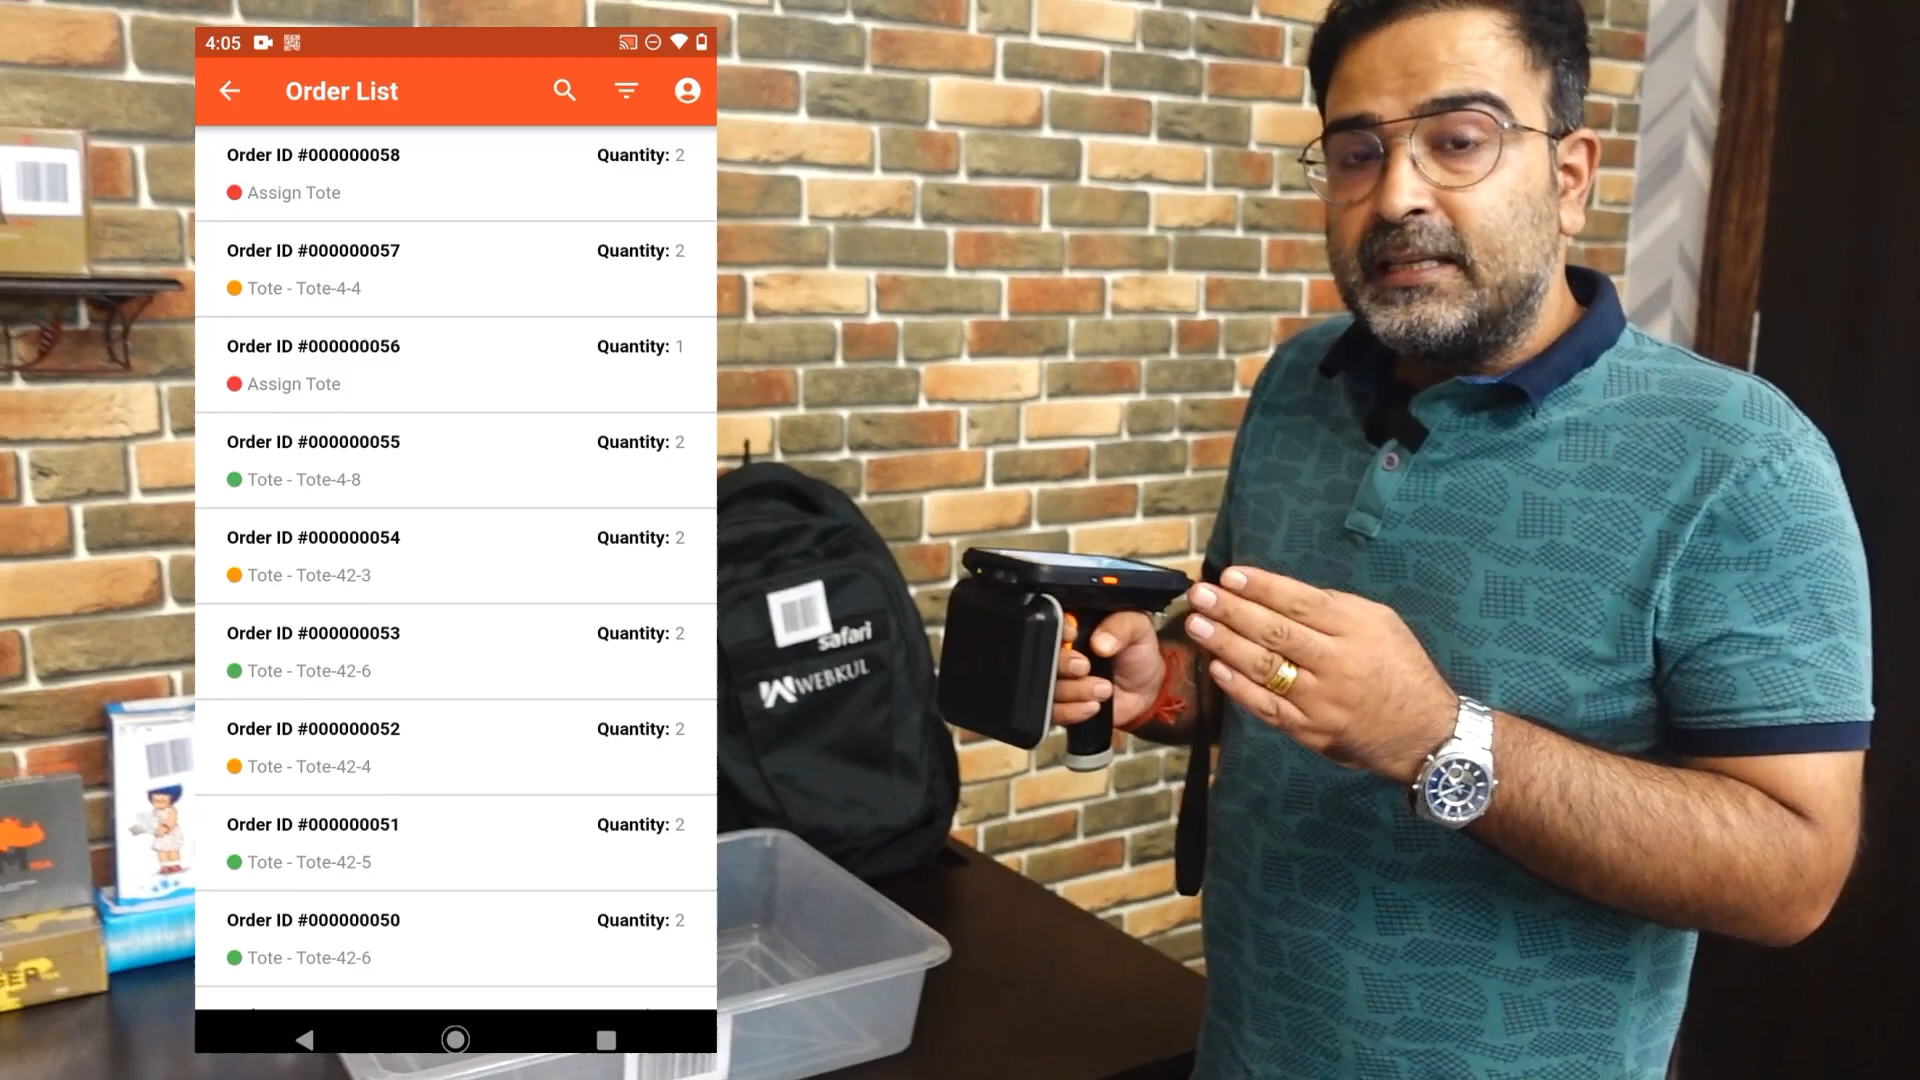 4:05
Order List
Order ID #000000058 Quantity: 2
Assign Tote
Order ID #000000057 Quantity: 2
Tote - Tote-4-4
Order ID #000000056 Quantity: 1
Assign Tote
Order ID #000000055 Quantity: 2
Tote - Tote-4-8
Order ID #000000054 Quantity: 2
Tote - Tote-42-3
Order ID #000000053 Quantity: 2
Tote - Tote-42-6
Order ID #000000052 Quantity: 2
Tote - Tote-42-4
Order ID #000000051 Quantity: 2
Tote - Tote-42-5
Order ID #000000050 Quantity: 2
Tote - Tote-42-6
safari
WEBKUL